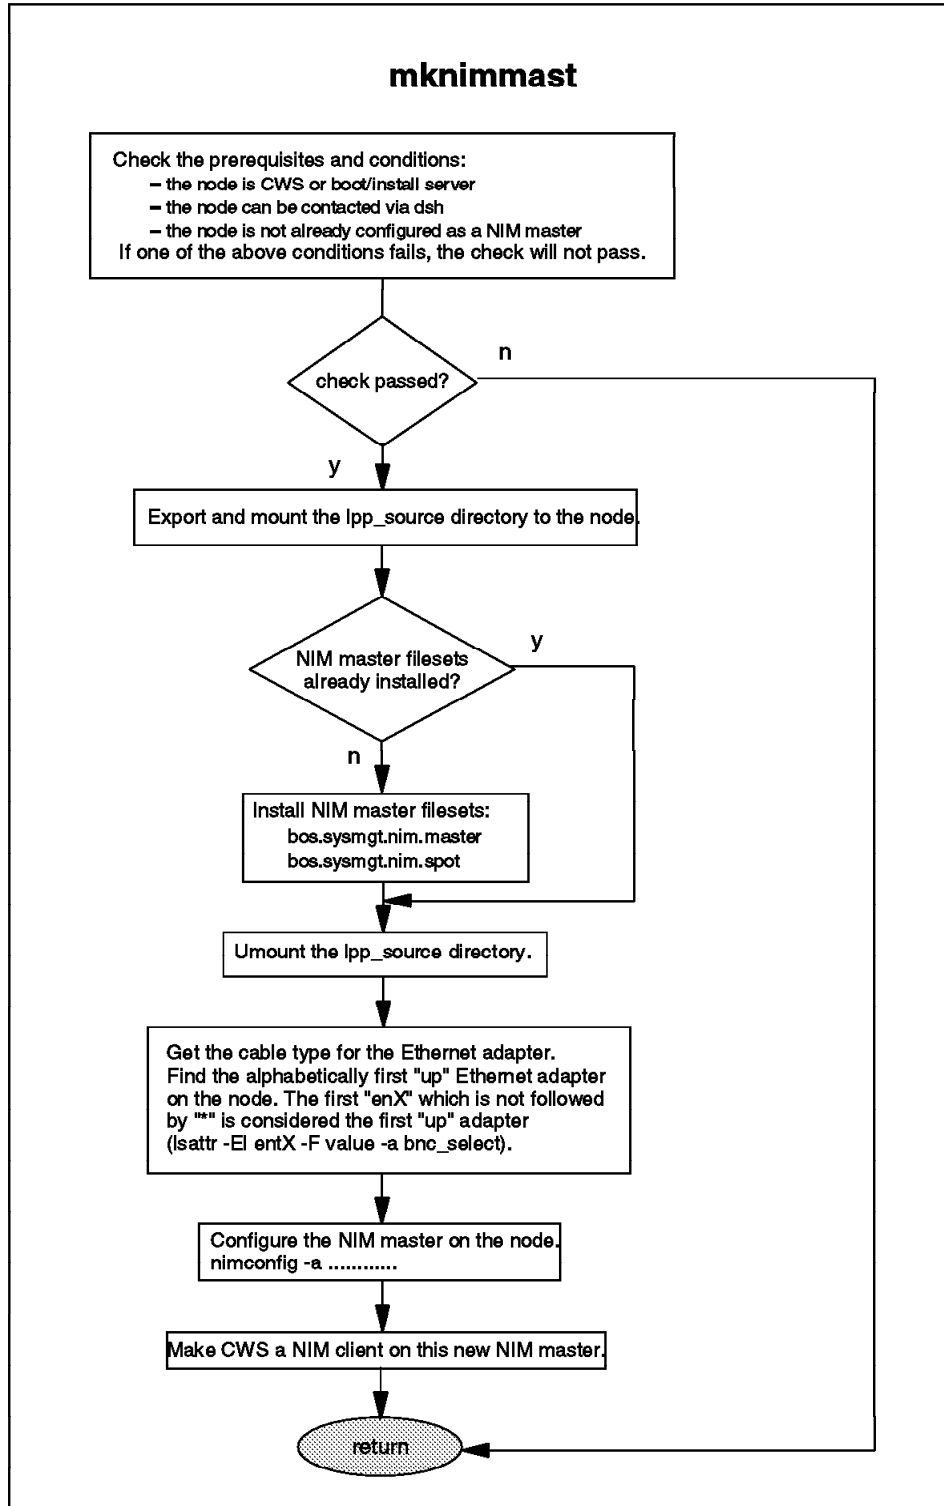 mknimmast
Check the prerequisites and conditions:
– the node is CWS or boot/install server
– the node can be contacted via dsh
– the node is not already configured as a NIM master
If one of the above conditions fails, the check will not pass.
n
check passed?
y
Export and mount the lpp_source directory to the node.
y
NIM master filesets
already installed?
n
Install NIM master filesets:
bos.sysmgt.nim.master
bos.sysmgt.nim.spot
Umount the lpp_source directory.
Get the cable type for the Ethernet adapter.
Find the alphabetically first "up" Ethernet adapter
on the node. The first "enX" which is not followed
by "*" is considered the first "up" adapter
(lsattr -El entX -F value -a bnc_select).
Configure the NIM master on the node.
nimconfig -a ............
Make CWS a NIM client on this new NIM master.
return